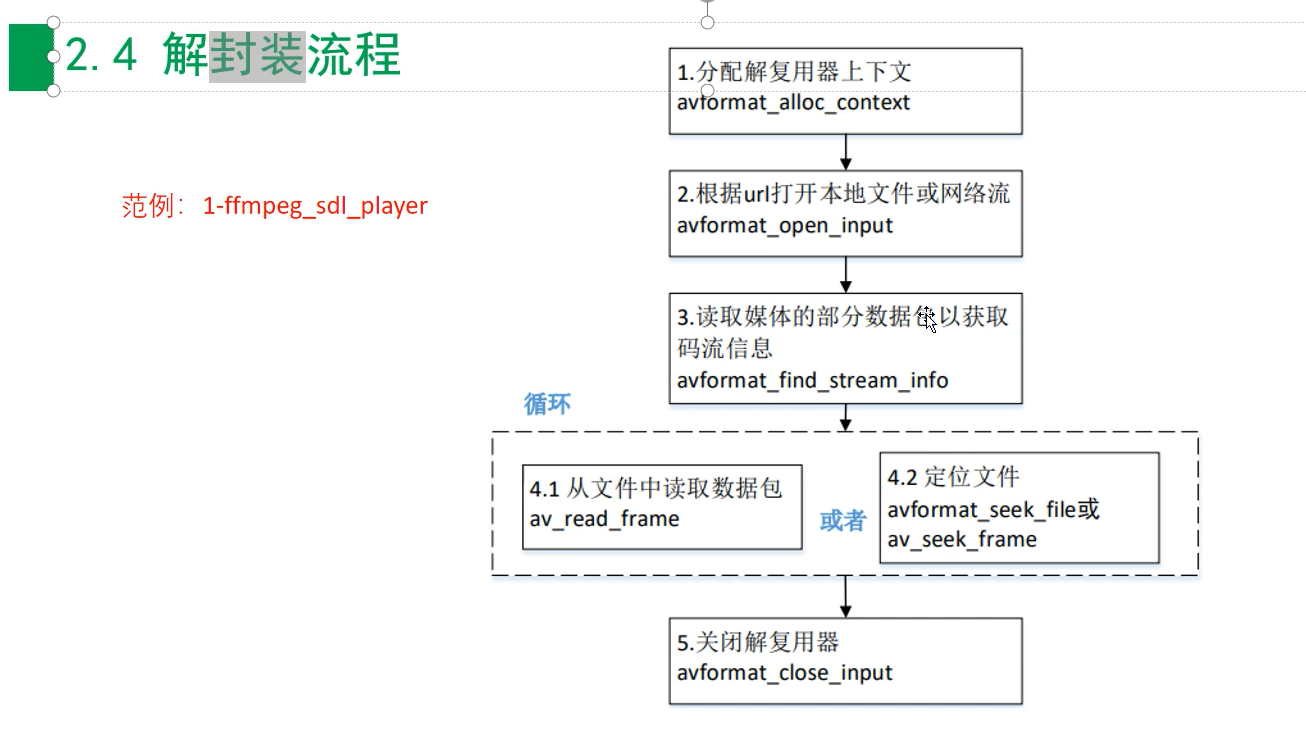 2.4 解封装流程
范例：1-ffmpeg_sdl_player
1.分配解复用器上下文
avformat_alloc_context
2.根据url打开本地文件或网络流
avformat_open_input
3.读取媒体的部分数据包以获取
码流信息
avformat_find_stream_info
循环
4.1 从文件中读取数据包
av_read_frame
或者
4.2 定位文件
avformat_seek_file或
av_seek_frame
5.关闭解复用器
avformat_close_input